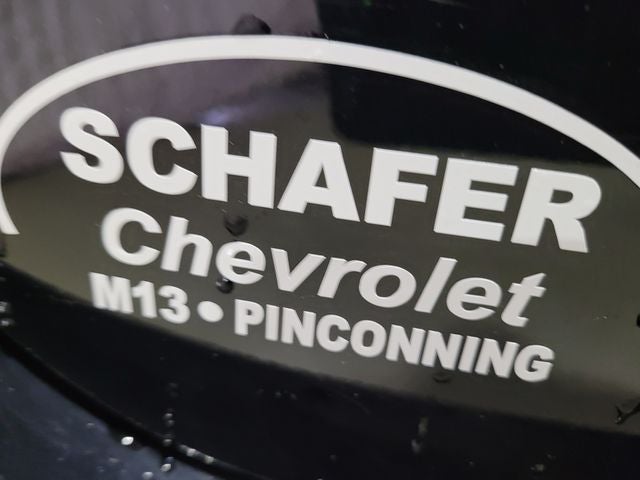 SCHAFER
Chevrolet
M13 • PINCONNING